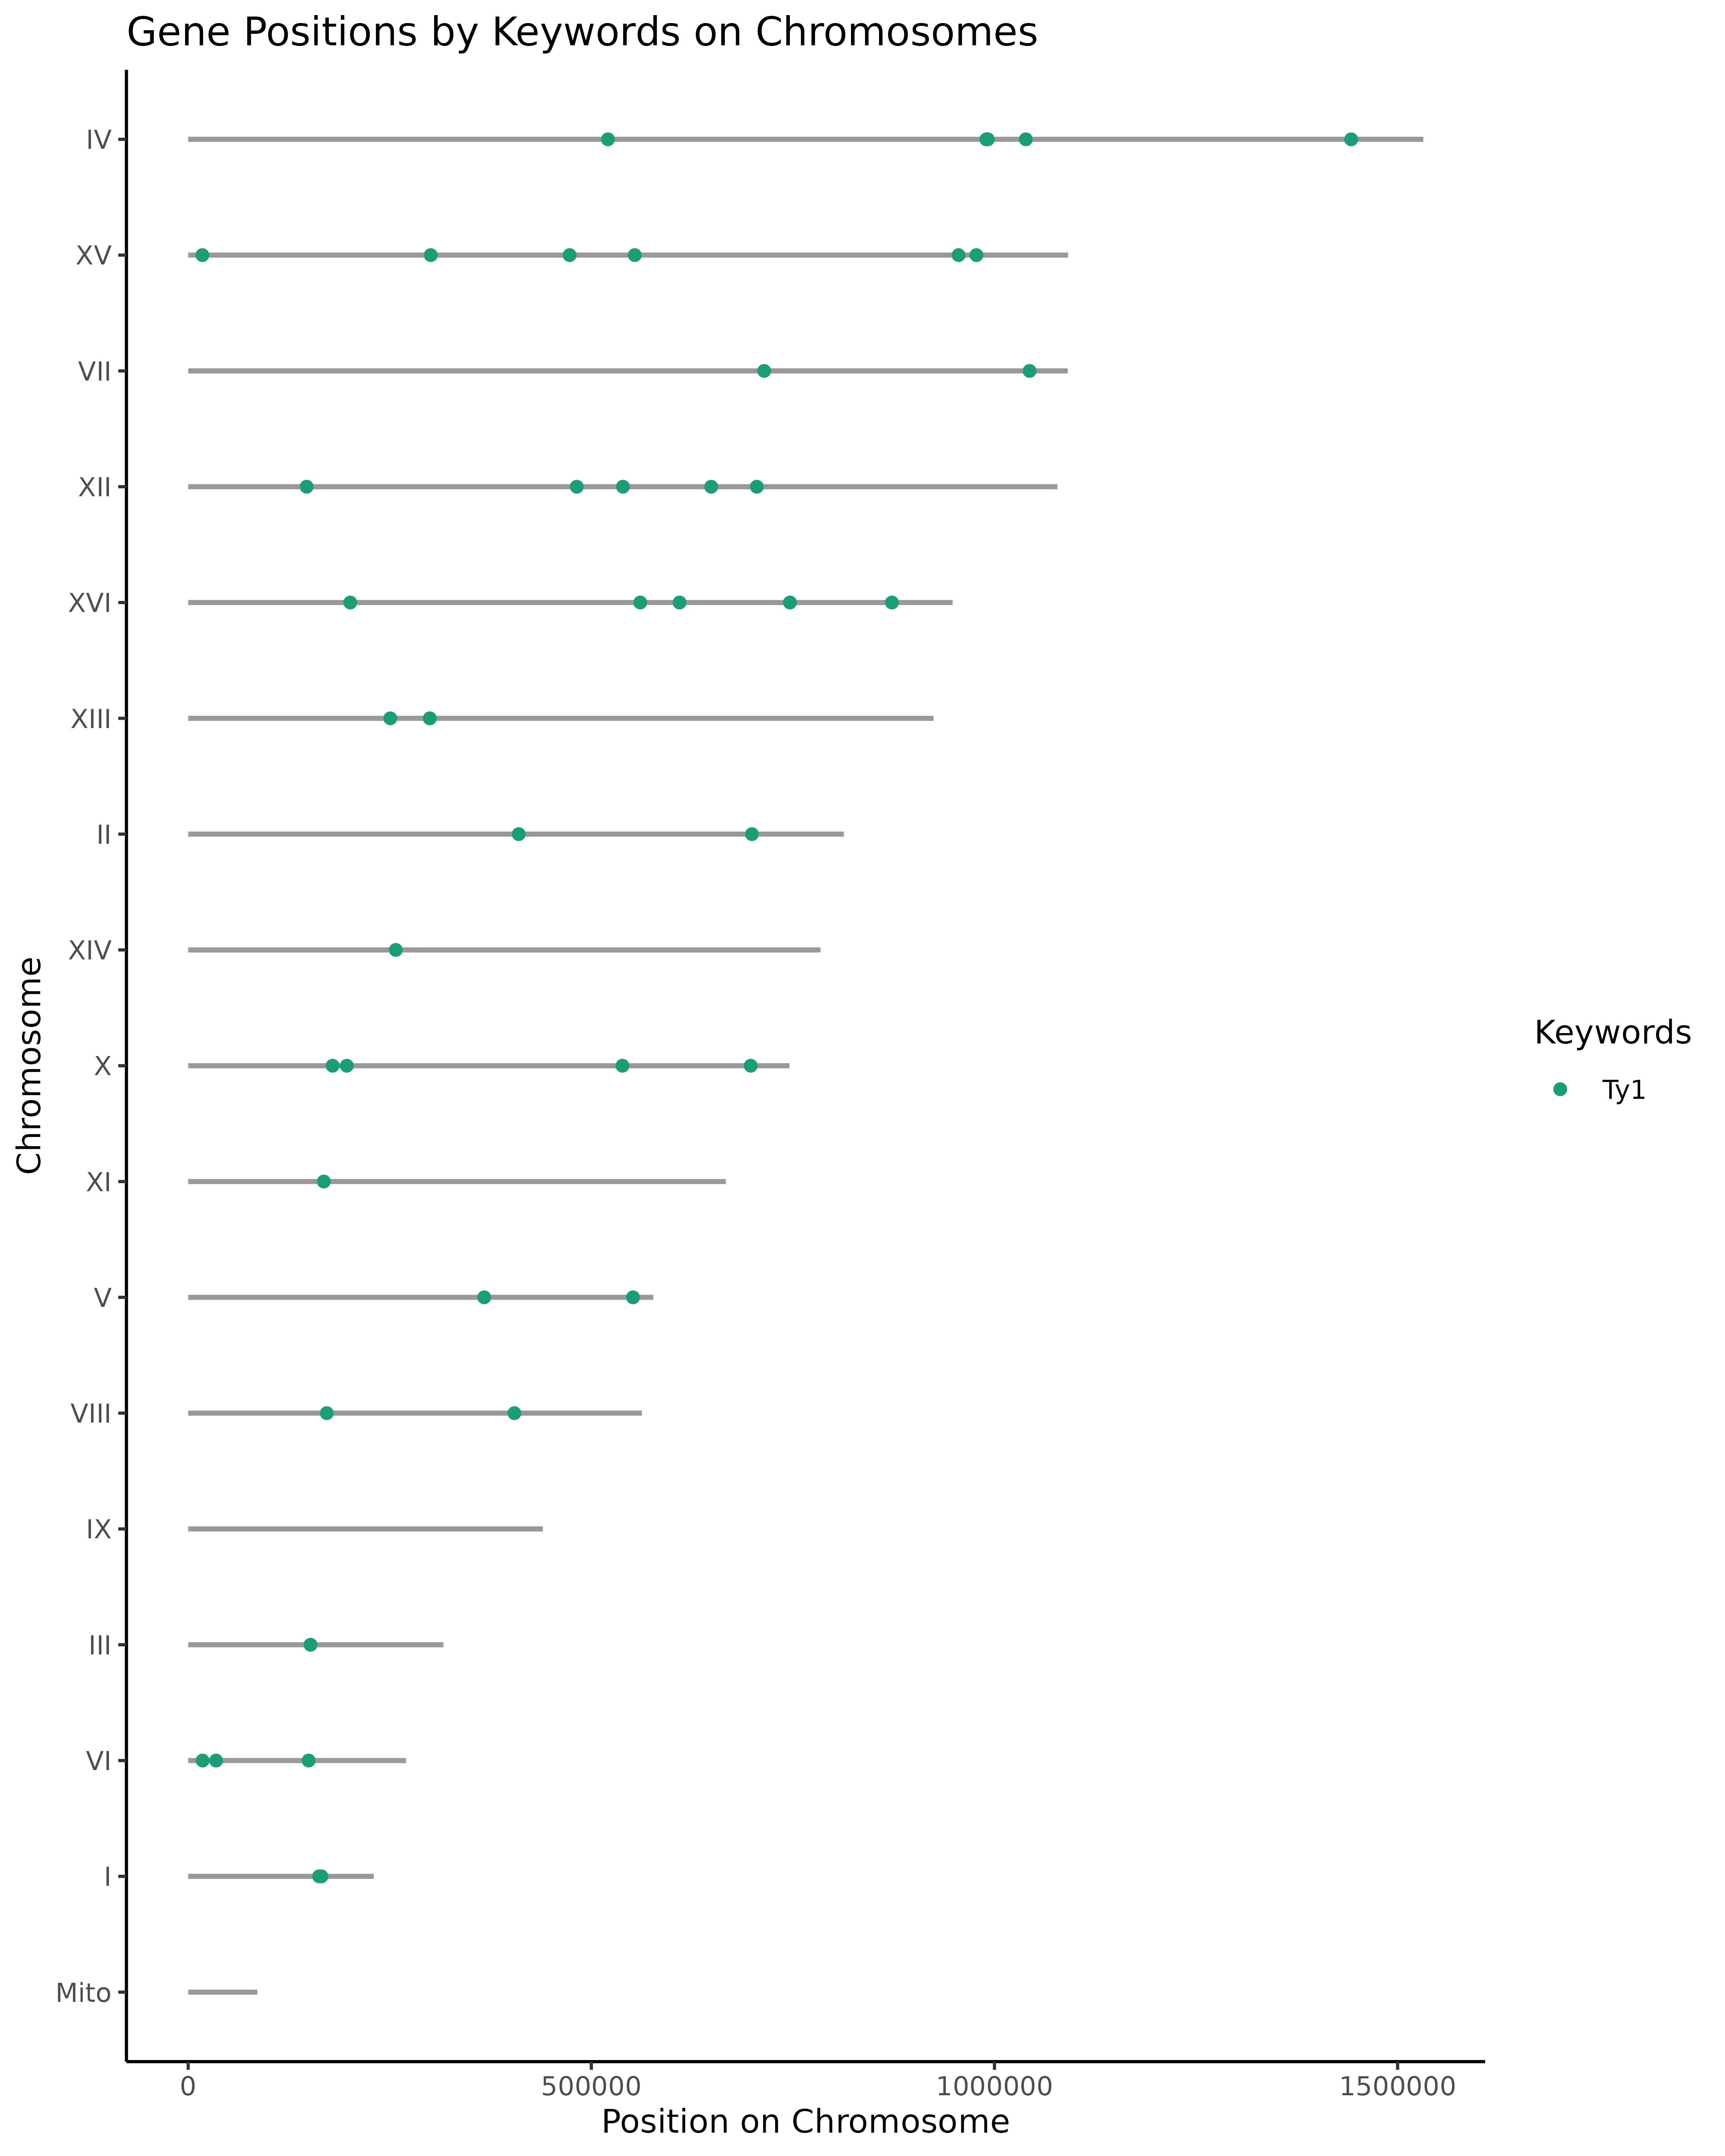 Gene Positions by Keywords on Chromosomes
IV
XV
VII
XII
XVI
XIII
II
XIV
X
XI
V
VIII
IX
III
VI
I
Mito
Chromosome
0 500000 1000000 1500000
Position on Chromosome
Keywords
Ty1